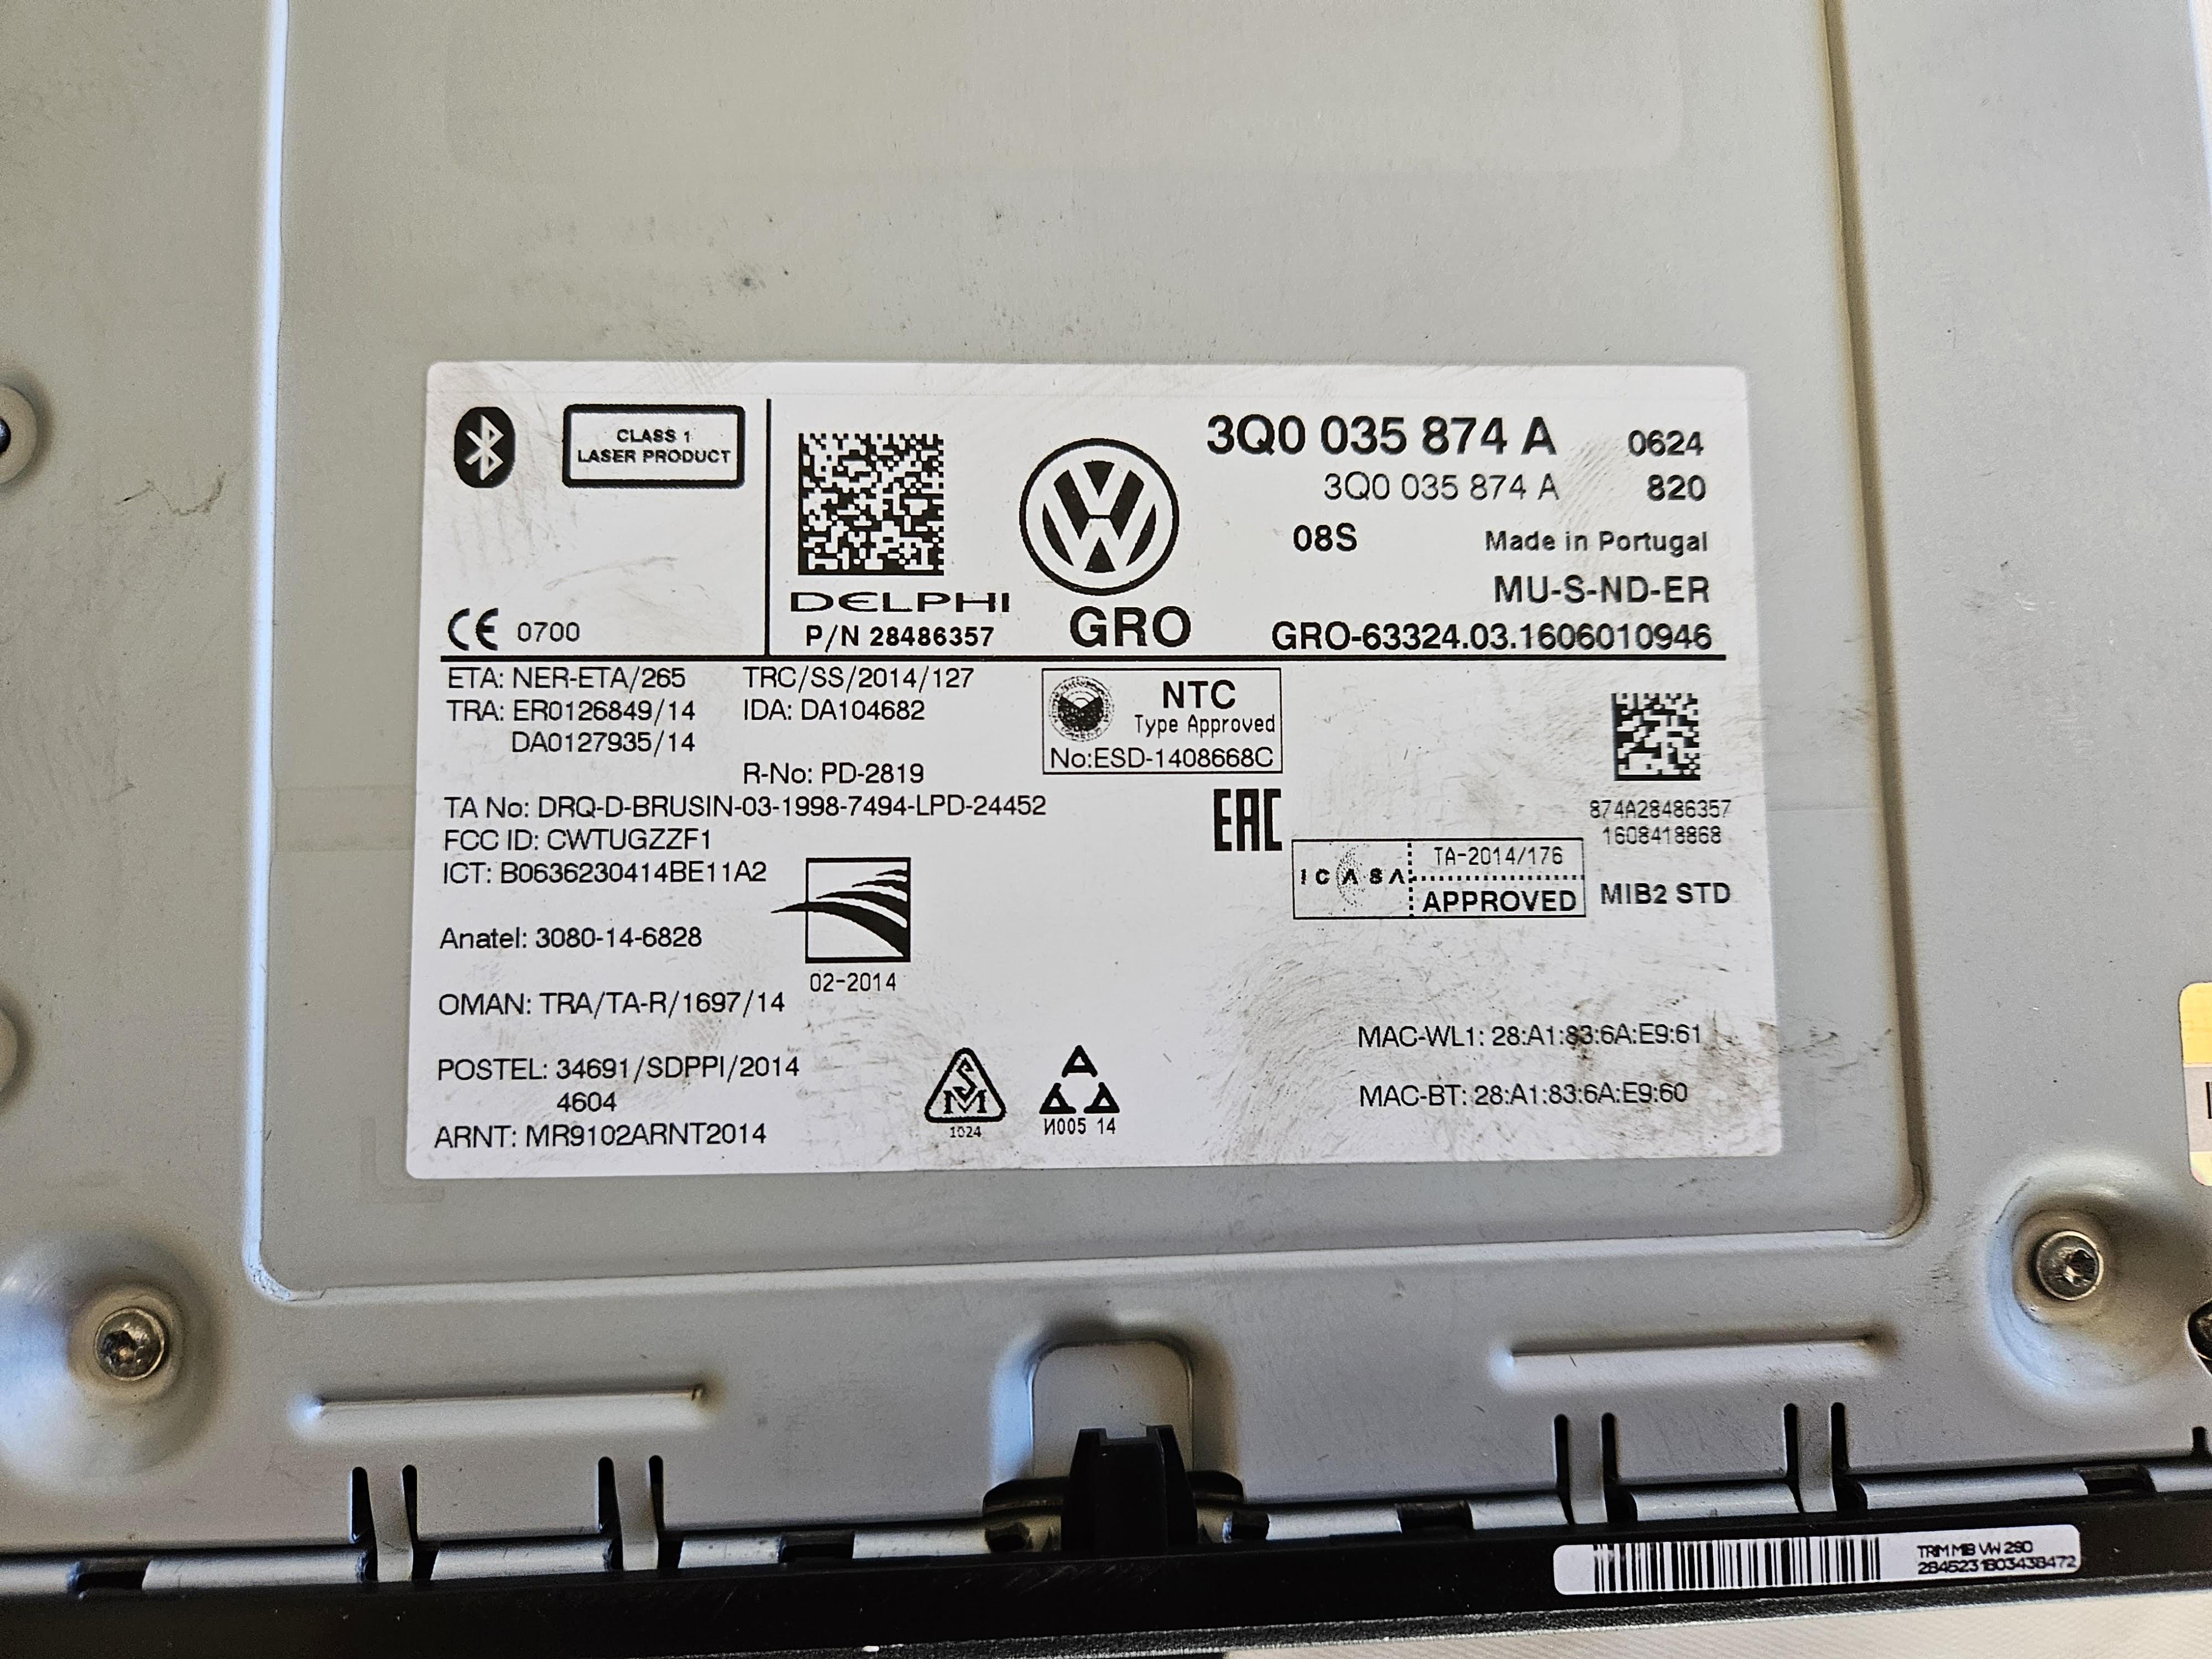 CLASS 1
LASER PRODUCT
CE 0700
DELPHI
P/N 28486357
GRO
3Q0 035 874 A 0624
3Q0 035 874 A 820
08S Made in Portugal
MU-S-ND-ER
GRO-63324.03.1606010946
ETA: NER-ETA/265 TRC/SS/2014/127
TRA: ER0126849/14 IDA: DA104682
DA0127935/14
R-No: PD-2819
TA No: DRQ-D-BRUSIN-03-1998-7494-LPD-24452
FCC ID: CWTUGZZF1
ICT: B0636230414BE11A2
Anatel: 3080-14-6828
02-2014
OMAN: TRA/TA-R/1697/14
POSTEL: 34691/SDPPI/2014
4604
ARNT: MR9102ARNT2014
NTC
Type Approved
No:ESD-1408668C
EAC
ICASA
TA-2014/176
APPROVED
874A28486357
1608418868
MIB2 STD
MAC-WL1: 28:A1:83:6A:E9:61
MAC-BT: 28:A1:83:6A:E9:60
SM
1024
И005 14
TRIM MIB VW 290